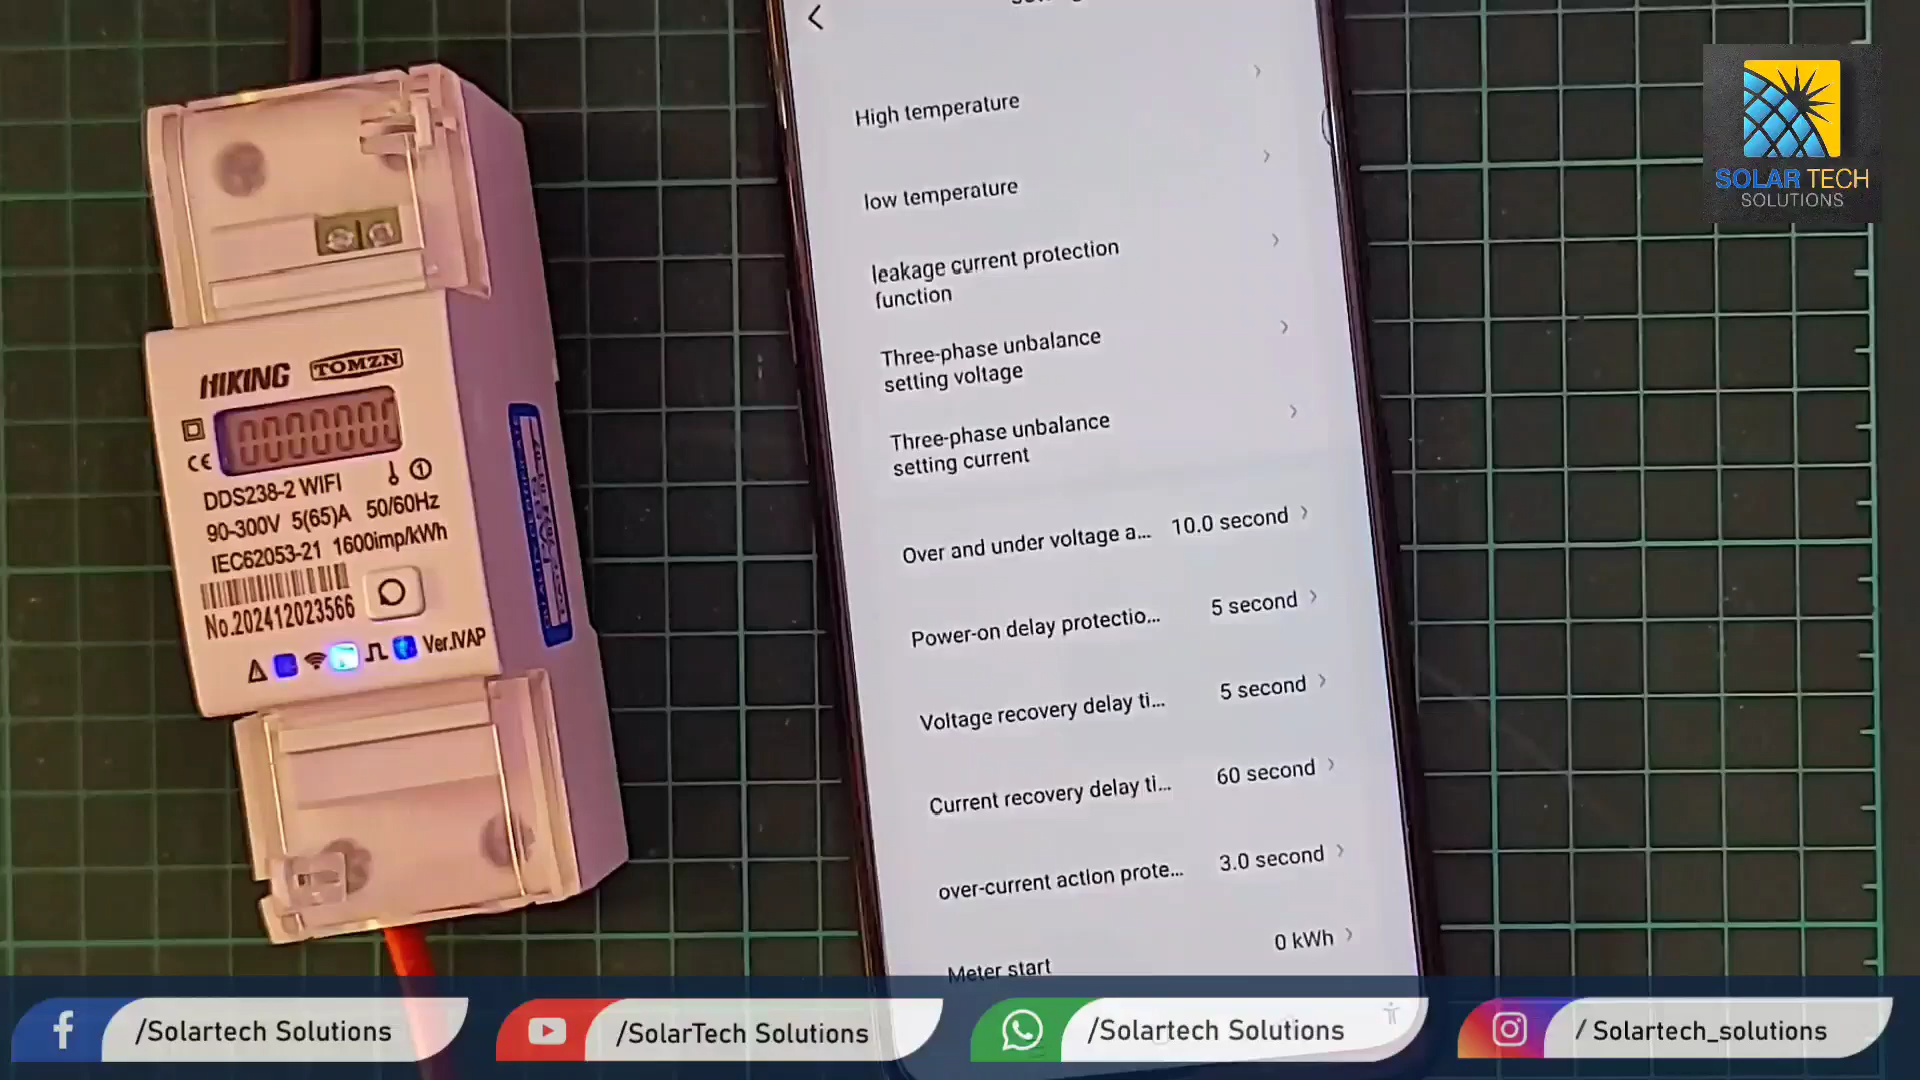 High temperature
low temperature
leakage current protection
function
Three-phase unbalance
setting voltage
Three-phase unbalance
setting current
Over and under voltage a... 10.0 second
Power-on delay protectio... 5 second
Voltage recovery delay ti... 5 second
Current recovery delay ti... 60 second
over-current action prote... 3.0 second
Meter start 0 kWh
HIKING TOMZN
0000000
CE
DDS238-2 WIFI
90-300V 5(65)A 50/60Hz
IEC62053-21 1600imp/kWh
No.202412023566
Ver.IVAP
SOLAR TECH
SOLUTIONS
/Solartech Solutions
/SolarTech Solutions
/Solartech Solutions
/ Solartech_solutions